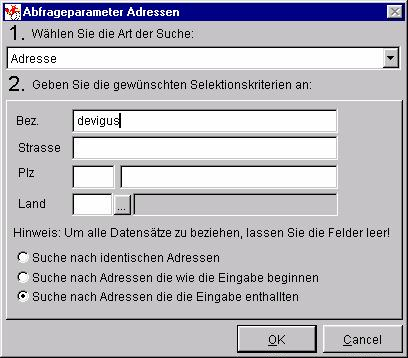 Abfrageparameter Adressen
1. Wählen Sie die Art der Suche:
Adresse
2. Geben Sie die gewünschten Selektionskriterien an:
Bez. devigus
Strasse
Plz
Land ...
Hinweis: Um alle Datensätze zu beziehen, lassen Sie die Felder leer!
Suche nach identischen Adressen
Suche nach Adressen die wie die Eingabe beginnen
Suche nach Adressen die die Eingabe enthallten
OK Cancel